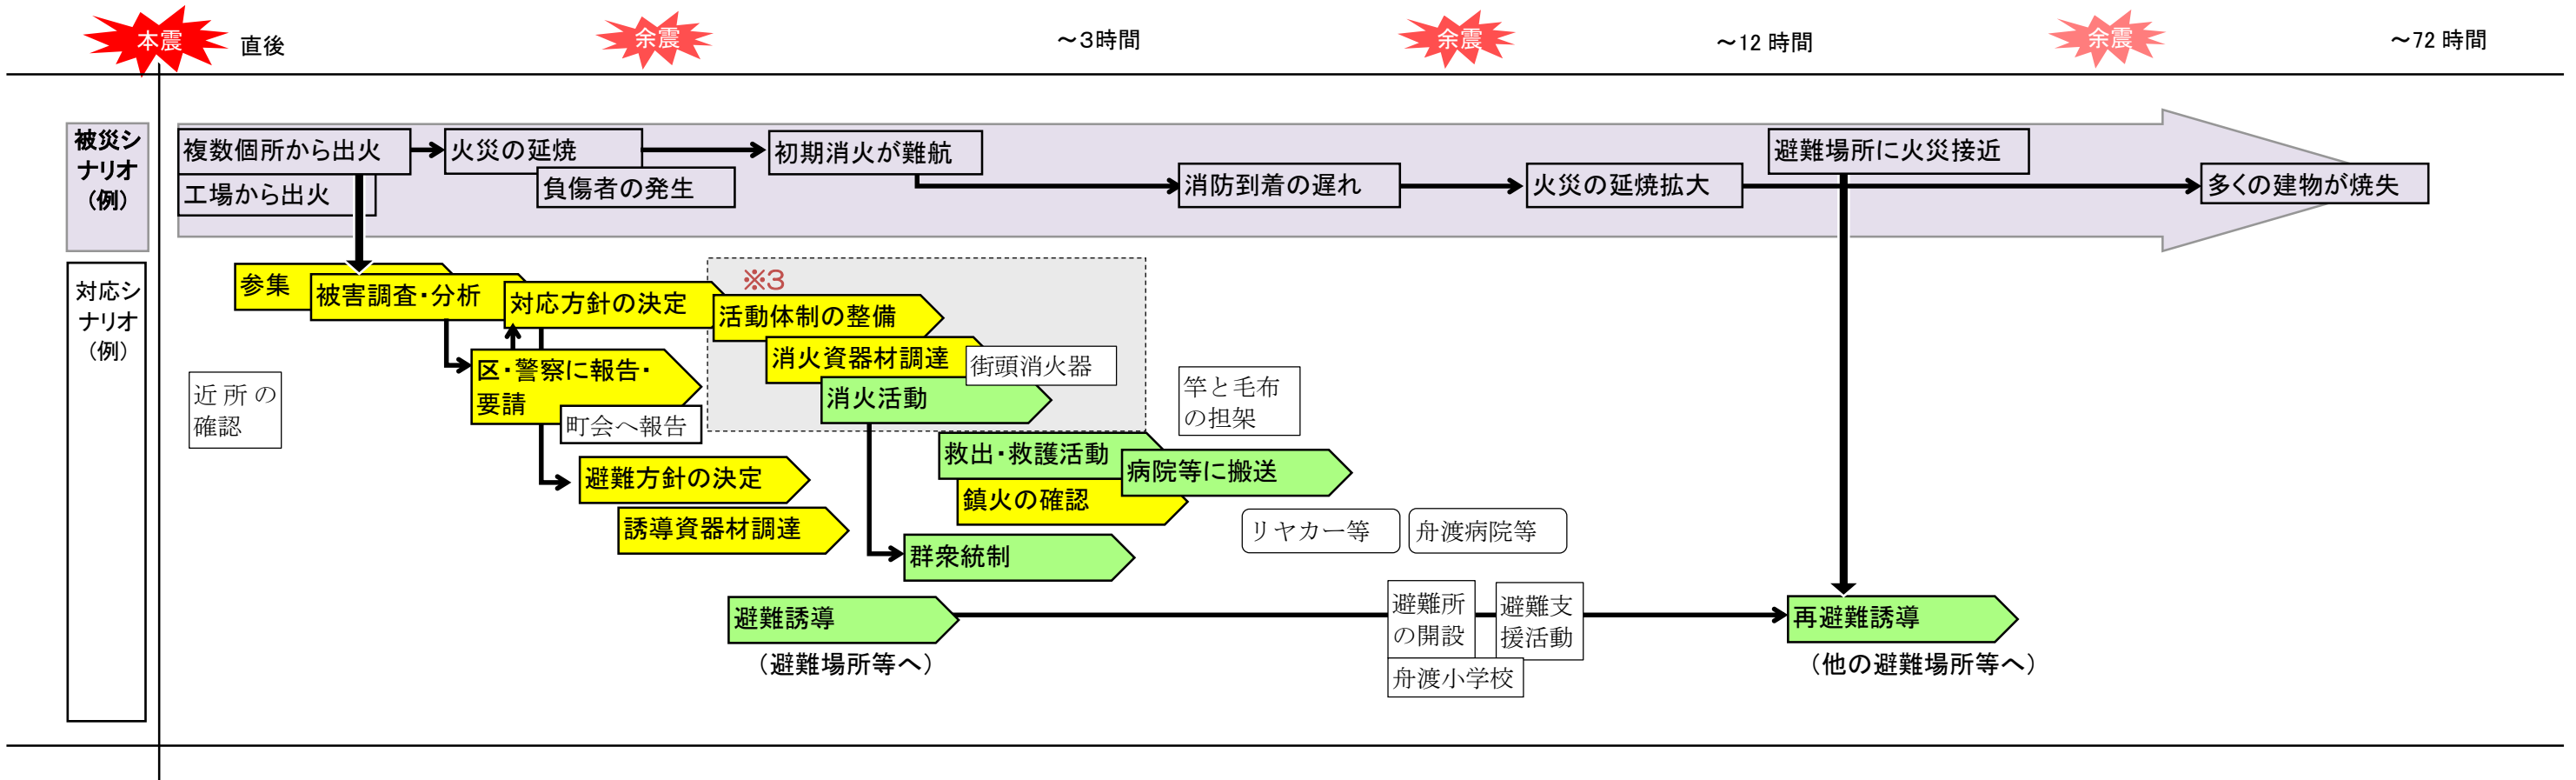 本震
直後
余震
～3時間
余震
～12 時間
余震
～72 時間
被災シ
ナリオ
（例）
複数個所から出火
工場から出火
火災の延焼
負傷者の発生
初期消火が難航
消防到着の遅れ
火災の延焼拡大
避難場所に火災接近
多くの建物が焼失
対応シ
ナリオ
（例）
参集
被害調査・分析
対応方針の決定
※3
活動体制の整備
消火資器材調達
街頭消火器
消火活動
区・警察に報告・
要請
町会へ報告
近所の
確認
竿と毛布
の担架
救出・救護活動
病院等に搬送
避難方針の決定
鎮火の確認
誘導資器材調達
リヤカー等
舟渡病院等
群衆統制
避難誘導
（避難場所等へ）
避難所
の開設
舟渡小学校
避難支
援活動
再避難誘導
（他の避難場所等へ）